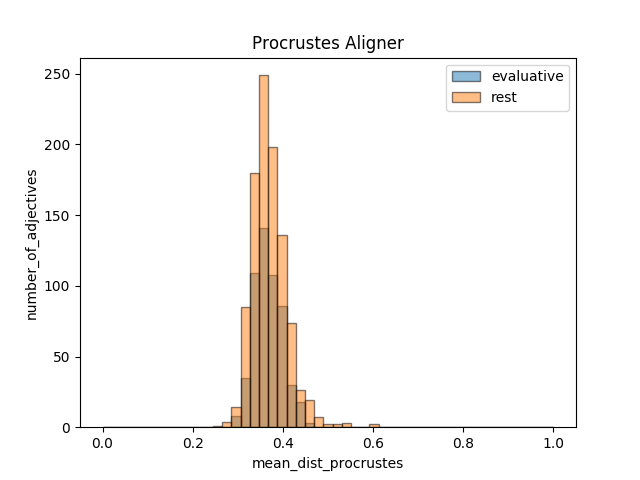 Procrustes Aligner
evaluative
rest
number_of_adjectives
250
200
150
100
50
0
0.0 0.2 0.4 0.6 0.8 1.0
mean_dist_procrustes